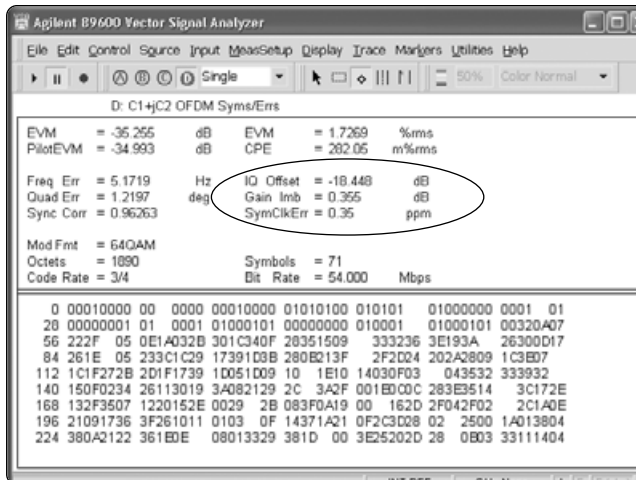 Agilent 89600 Vector Signal Analyzer
File Edit Control Source Input MeasSetup Display Trace Markers Utilities Help
A B C D Single 50% Color Normal
D: C1+jC2 OFDM Syms/Errs
EVM = -35.255 dB EVM = 1.7269 %rms
PilotEVM = -34.993 dB CPE = 282.05 m%rms
Freq Err = 5.1719 Hz IQ Offset = -18.448 dB
Quad Err = 1.2197 deg Gain Imb = 0.355 dB
Sync Corr = 0.96263 SymClkErr = 0.35 ppm
Mod Fmt = 64QAM
Octets = 1890 Symbols = 71
Code Rate = 3/4 Bit Rate = 54.000 Mbps
0 00010000 00 0000 00010000 01010100 010101 01000000 0001 01
28 00000001 01 0001 01000101 00000000 010001 01000101 00320A07
56 222F 05 0E1A032B 301C340F 28351509 333236 3E193A 26300D17
84 261E 05 233C1C29 17391D3B 280B213F 2F2D24 202A2809 1C3E07
112 1C1F272B 2D1F1739 1D051D09 10 1E10 14030F03 043532 333932
140 150F0234 26113019 3A082129 2C 3A2F 001E0C0C 283E3514 3C172E
168 132F3507 1220152E 0029 2B 083F0A19 00 162D 2F042F02 2C1A0E
196 21091736 3F261011 0103 0F 14371A21 0F2C3D28 02 2500 1A013804
224 380A2122 361E0E 08013329 381D 00 3E25202D 28 0B03 33111404